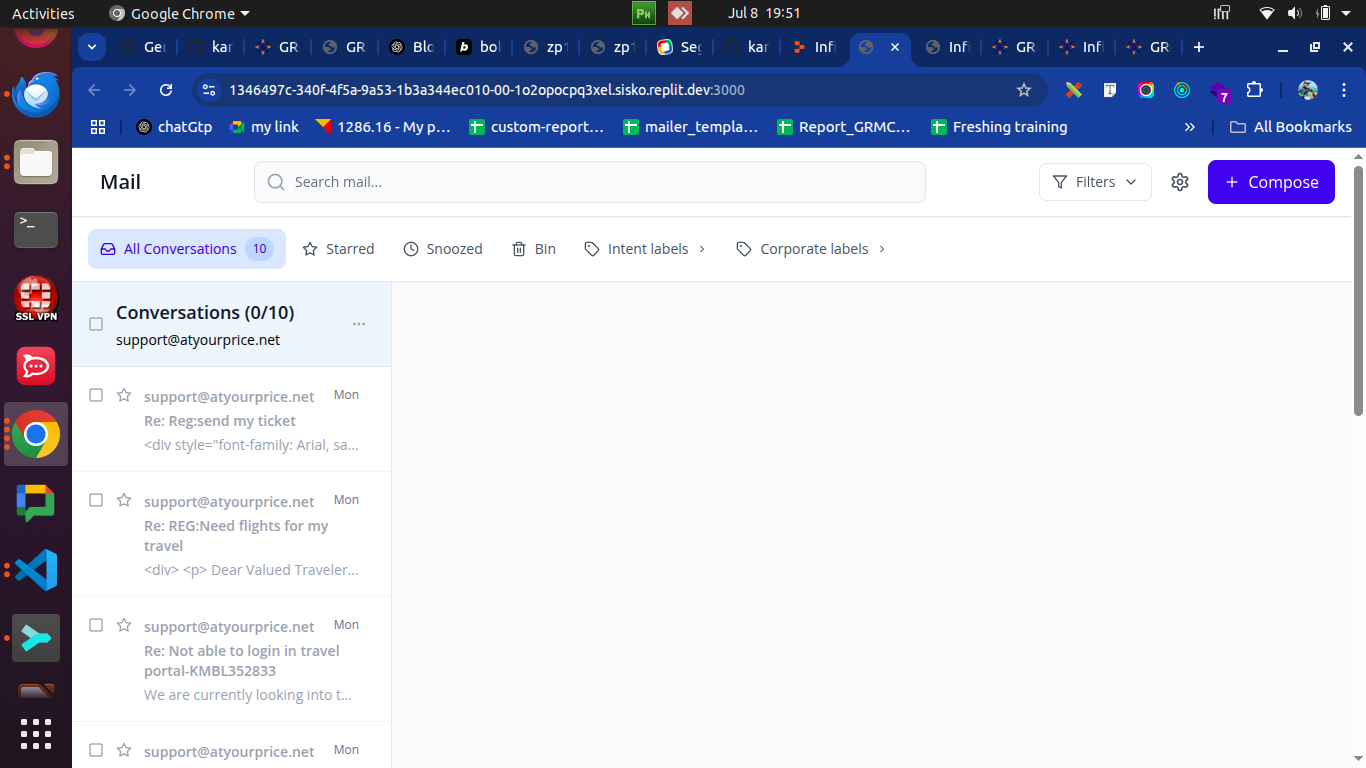 Activities
Google Chrome
Jul 8 19:51
Ge
kar
GR
GR
Blo
bol
zp
zp
Se
kar
Infi
Infi
GR
Infi
GR
1346497c-340f-4f5a-9a53-1b3a344ec010-00-1o2opocpq3xel.sisko.replit.dev:3000
7
chatGtp
my link
1286.16 - My p...
custom-report...
mailer_templa...
Report_GRMC...
Freshing training
»
All Bookmarks
Mail
Search mail...
Filters
+ Compose
All Conversations 10
Starred
Snoozed
Bin
Intent labels
Corporate labels
Conversations (0/10)
support@atyourprice.net
support@atyourprice.net Mon
Re: Reg:send my ticket
<div style="font-family: Arial, sa...
support@atyourprice.net Mon
Re: REG:Need flights for my
travel
<div> <p> Dear Valued Traveler...
support@atyourprice.net Mon
Re: Not able to login in travel
portal-KMBL352833
We are currently looking into t...
support@atyourprice.net Mon
SSL VPN